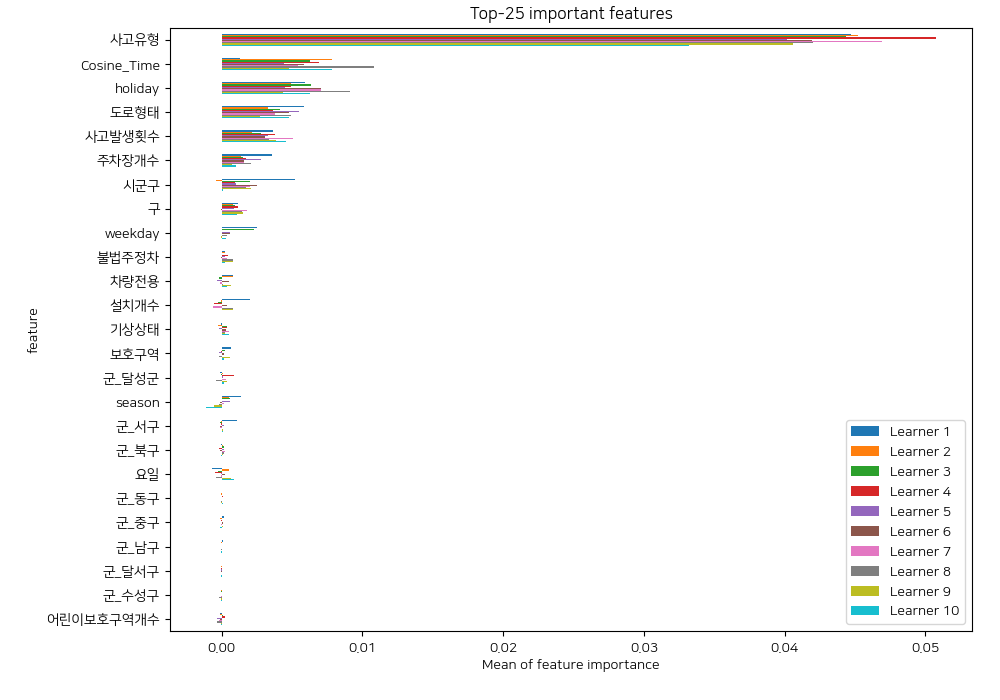 Top-25 important features
사고유형
Cosine_Time
holiday
도로형태
사고발생횟수
주차장개수
시군구
구
weekday
불법주정차
차량전용
설치개수
기상상태
보호구역
군_달성군
season
군_서구
군_북구
요일
군_동구
군_중구
군_남구
군_달서구
군_수성구
어린이보호구역개수
feature
0.00 0.01 0.02 0.03 0.04 0.05
Mean of feature importance
Learner 1
Learner 2
Learner 3
Learner 4
Learner 5
Learner 6
Learner 7
Learner 8
Learner 9
Learner 10